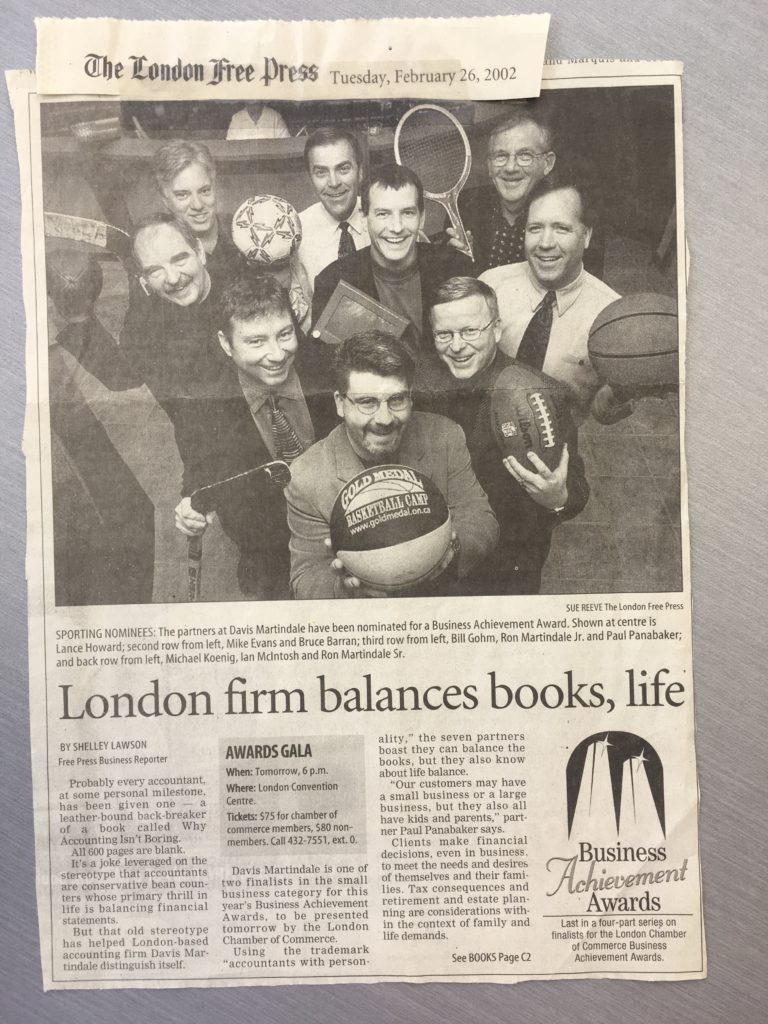 The London Free Press Tuesday, February 26, 2002
and Marquis and
GOLD MEDAL
BASKETBALL CAMP
www.goldmedal.on.ca
Wilson
SUE REEVE The London Free Press
SPORTING NOMINEES: The partners at Davis Martindale have been nominated for a Business Achievement Award. Shown at centre is
Lance Howard; second row from left, Mike Evans and Bruce Barran; third row from left, Bill Gohm, Ron Martindale Jr. and Paul Panabaker;
and back row from left, Michael Koenig, Ian McIntosh and Ron Martindale Sr.
London firm balances books, life
BY SHELLEY LAWSON
Free Press Business Reporter
Probably every accountant,
at some personal milestone,
has been given one — a
leather-bound back-breaker
of a book called Why
Accounting Isn't Boring.
All 600 pages are blank.
It's a joke leveraged on the
stereotype that accountants
are conservative bean coun-
ters whose primary thrill in
life is balancing financial
statements.
But that old stereotype
has helped London-based
accounting firm Davis Mar-
tindale distinguish itself.
AWARDS GALA
When: Tomorrow, 6 p.m.
Where: London Convention
Centre.
Tickets: $75 for chamber of
commerce members, $80 non-
members. Call 432-7551, ext. 0.
Davis Martindale is one of
two finalists in the small
business category for this
year's Business Achievement
Awards, to be presented
tomorrow by the London
Chamber of Commerce.
Using the trademark
"accountants with person-
ality," the seven partners
boast they can balance the
books, but they also know
about life balance.
"Our customers may have
a small business or a large
business, but they also all
have kids and parents," part-
ner Paul Panabaker says.
Clients make financial
decisions, even in business,
to meet the needs and desires
of themselves and their fami-
lies. Tax consequences and
retirement and estate plan-
ning are considerations with-
in the context of family and
life demands.
See BOOKS Page C2
Business
Achievement
Awards
Last in a four-part series on
finalists for the London Chamber
of Commerce Business
Achievement Awards.